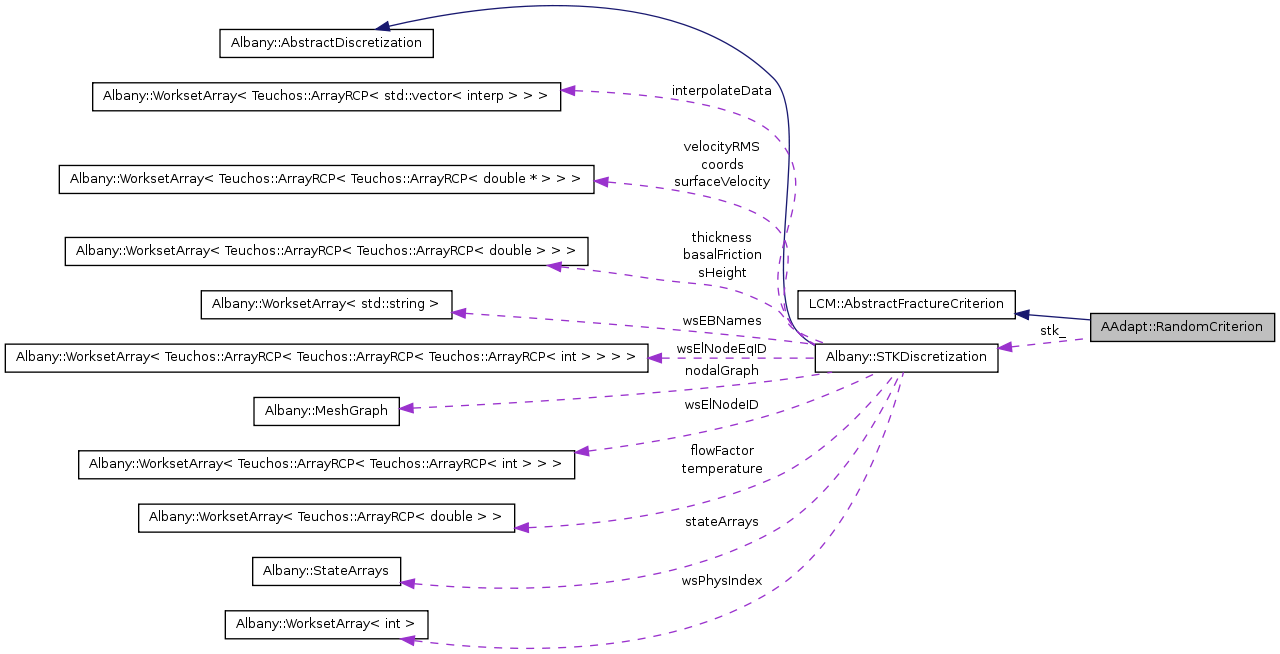 Albany::AbstractDiscretization
Albany::WorksetArray< Teuchos::ArrayRCP< std::vector< interp > > >
interpolateData
velocityRMS
coords
surfaceVelocity
Albany::WorksetArray< Teuchos::ArrayRCP< Teuchos::ArrayRCP< double * > > >
thickness
basalFriction
sHeight
Albany::WorksetArray< Teuchos::ArrayRCP< Teuchos::ArrayRCP< double > > >
Albany::WorksetArray< std::string >
wsEBNames
LCM::AbstractFractureCriterion
AAdapt::RandomCriterion
stk_
Albany::WorksetArray< Teuchos::ArrayRCP< Teuchos::ArrayRCP< Teuchos::ArrayRCP< int > > > >
wsElNodeEqID
Albany::STKDiscretization
nodalGraph
Albany::MeshGraph
wsElNodeID
Albany::WorksetArray< Teuchos::ArrayRCP< Teuchos::ArrayRCP< int > > >
flowFactor
temperature
Albany::WorksetArray< Teuchos::ArrayRCP< double > >
stateArrays
Albany::StateArrays
wsPhysIndex
Albany::WorksetArray< int >